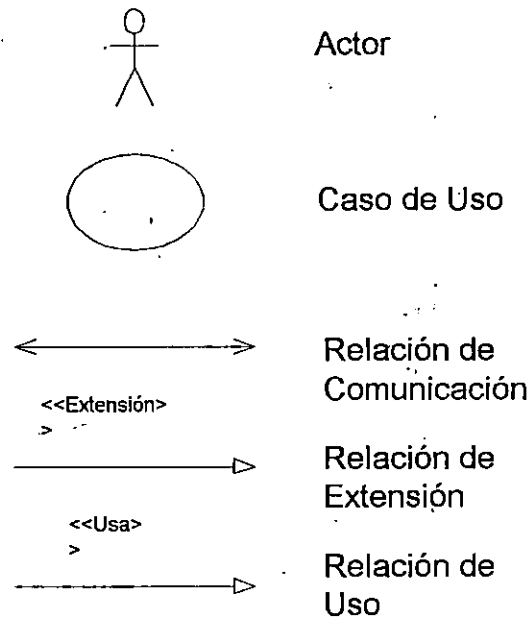 Actor
Caso de Uso
Relación de
Comunicación
<<Extensión>
>
Relación de
Extensión
<<Usa>
>
Relación de
Uso